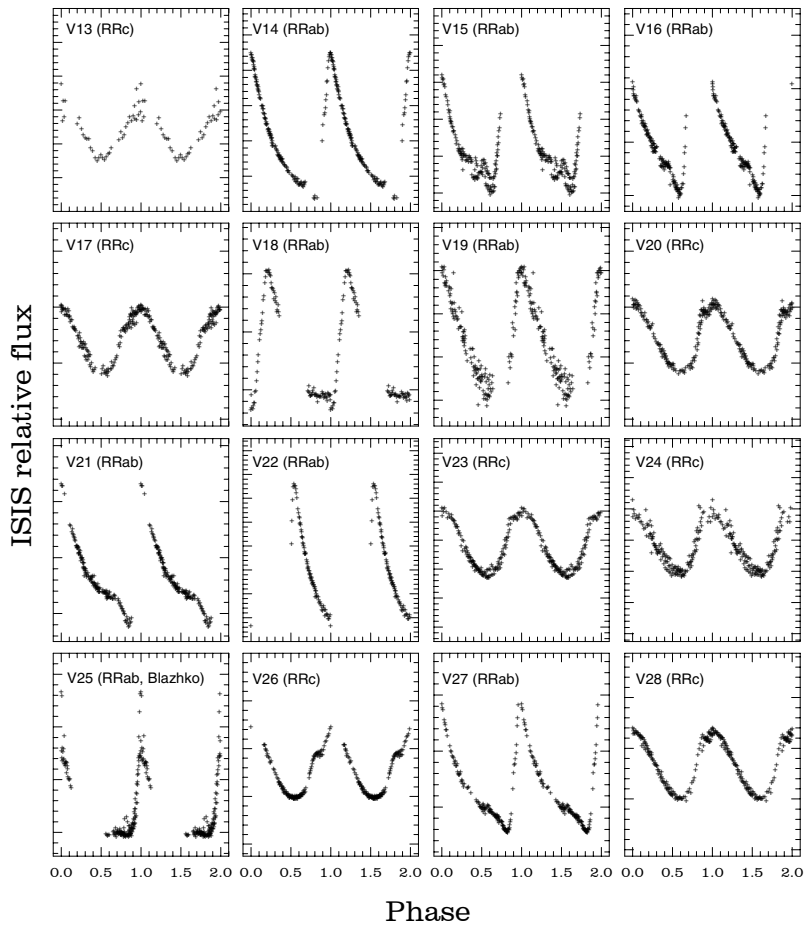 V13 (RRc)
V14 (RRab)
V15 (RRab)
V16 (RRab)
V17 (RRc)
V18 (RRab)
V19 (RRab)
V20 (RRc)
V21 (RRab)
V22 (RRab)
V23 (RRc)
V24 (RRc)
V25 (RRab, Blazhko)
V26 (RRc)
V27 (RRab)
V28 (RRc)
ISIS relative flux
0.0 0.5 1.0 1.5 2.0 0.0 0.5 1.0 1.5 2.0 0.0 0.5 1.0 1.5 2.0 0.0 0.5 1.0 1.5 2.0
Phase